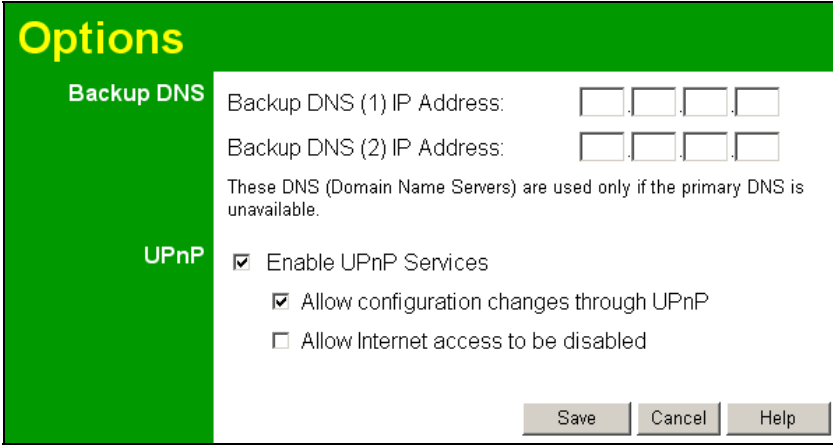 Options
Backup DNS
Backup DNS (1) IP Address:
. . .
Backup DNS (2) IP Address:
. . .
These DNS (Domain Name Servers) are used only if the primary DNS is
unavailable.
UPnP
Enable UPnP Services
Allow configuration changes through UPnP
Allow Internet access to be disabled
Save
Cancel
Help